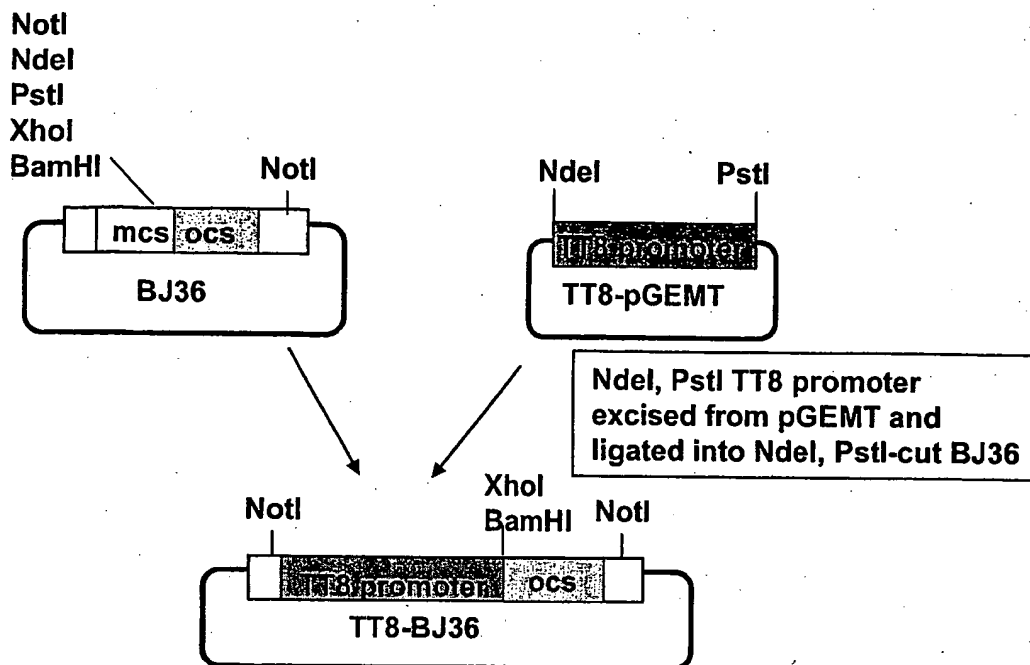 NotI
NdeI
PstI
XhoI
BamHI
NotI
mcs ocs
BJ36
NdeI
PstI
TT8 promoter
TT8-pGEMT
NdeI, PstI TT8 promoter
excised from pGEMT and
ligated into NdeI, PstI-cut BJ36
NotI
XhoI
BamHI
NotI
TT8 promoter
ocs
TT8-BJ36